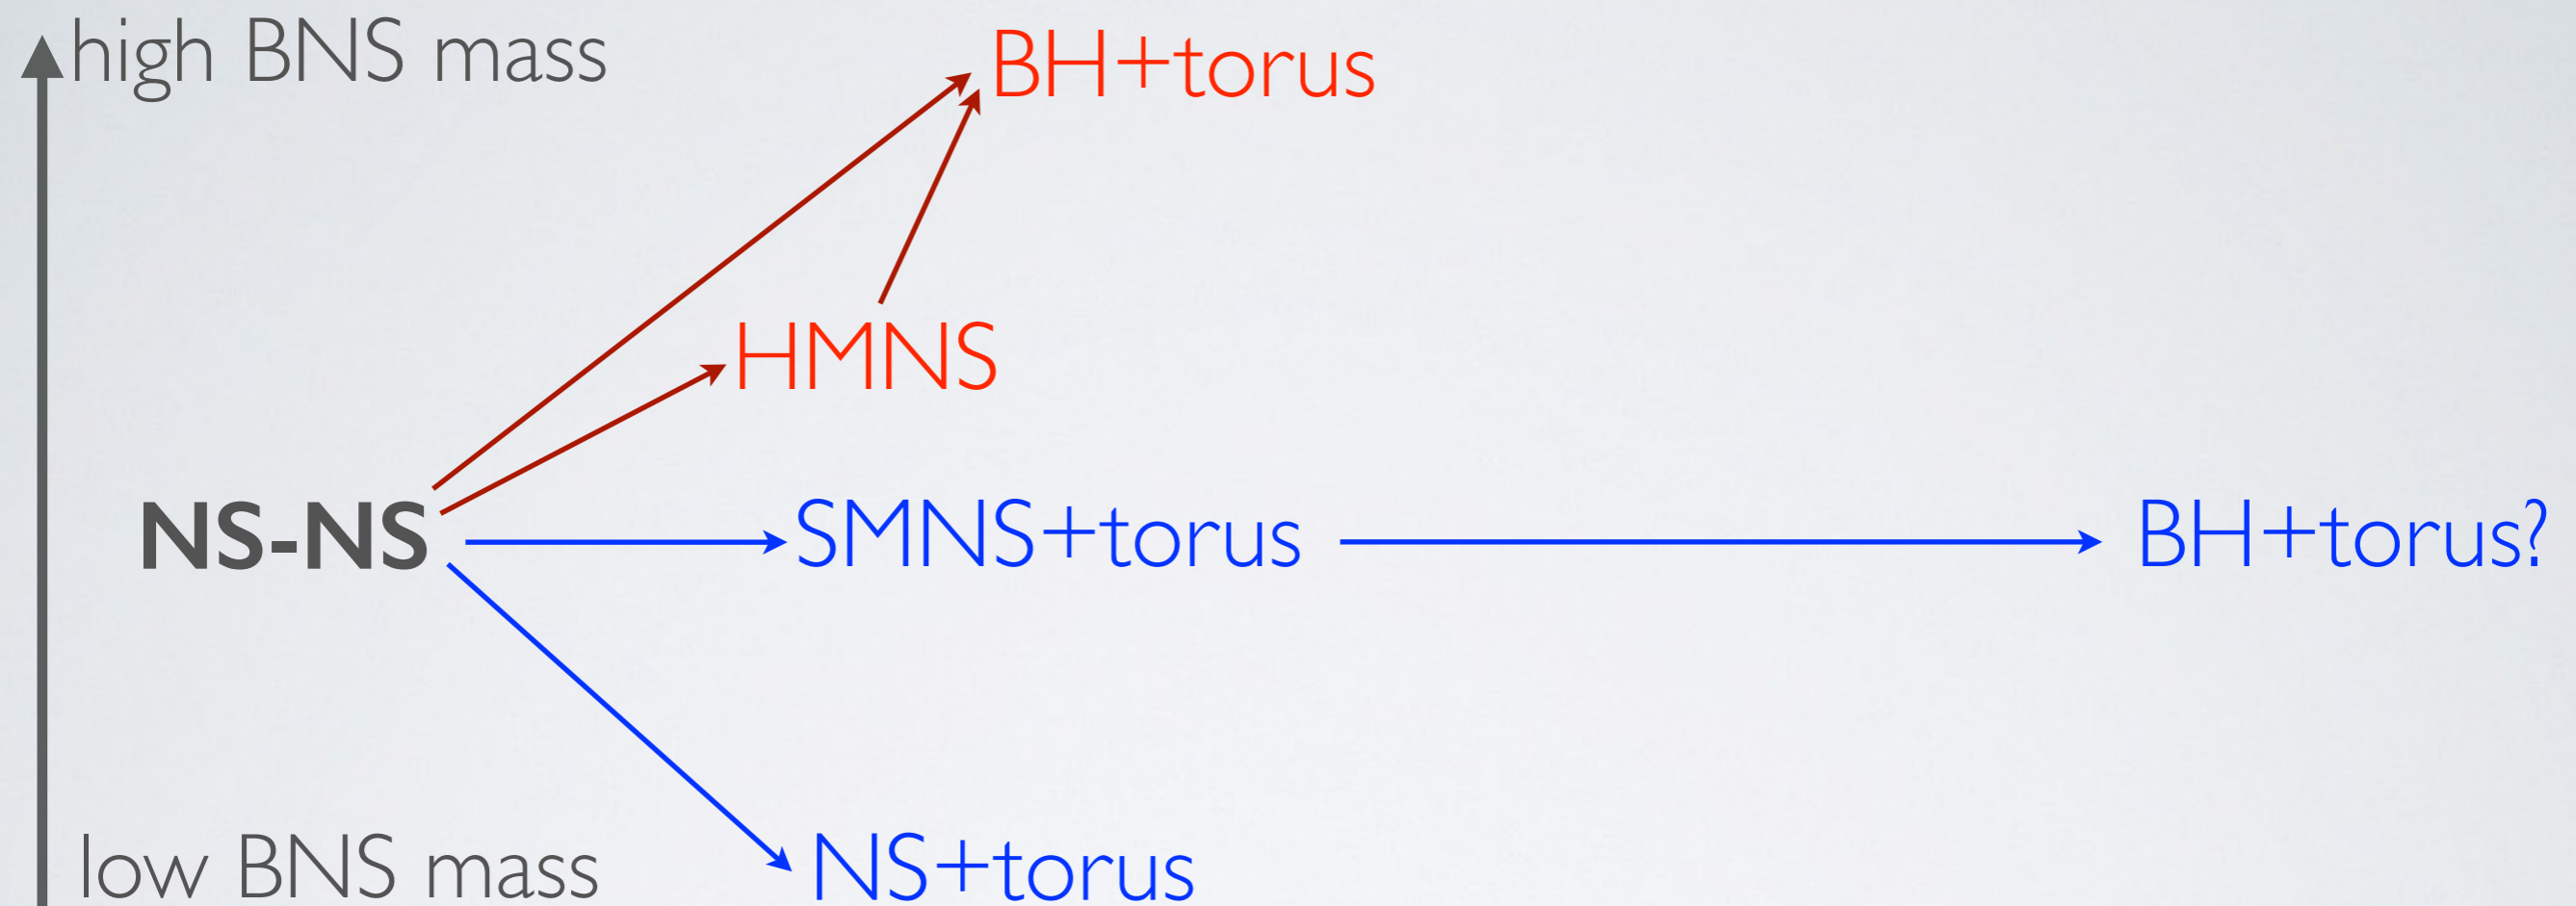 high BNS mass
BH+torus
HMNS
NS-NS
SMNS+torus
BH+torus?
low BNS mass
NS+torus